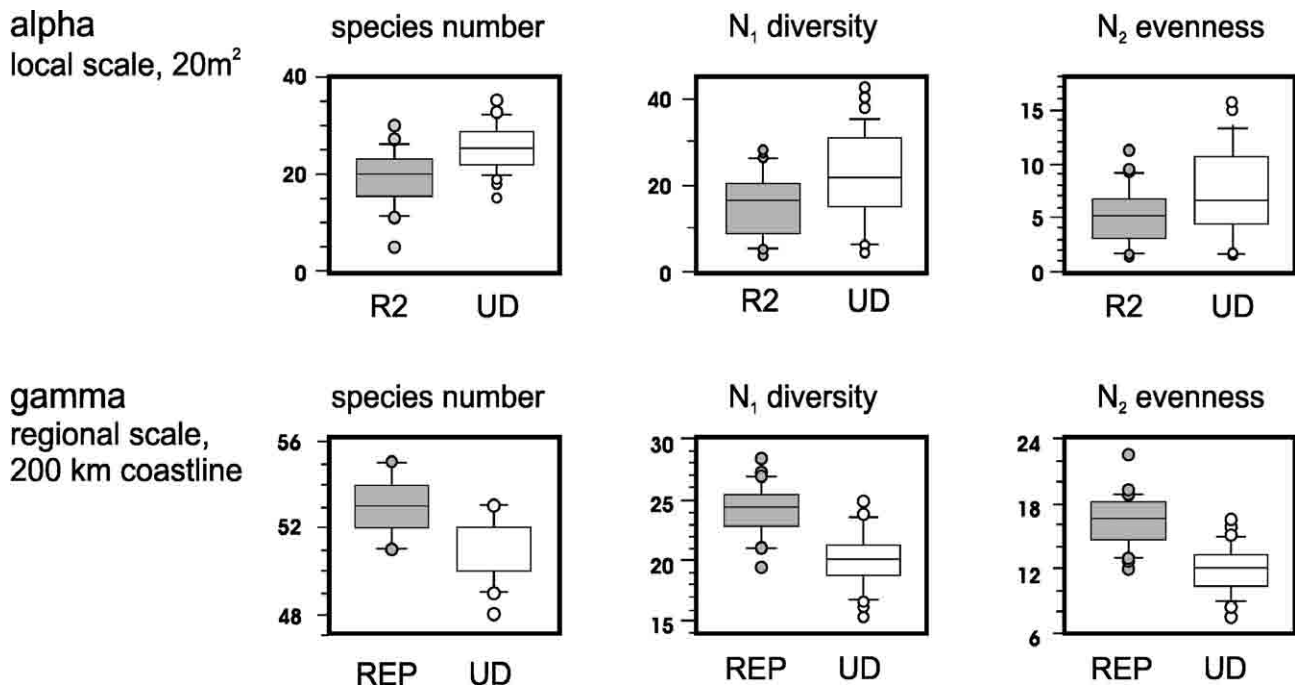 alpha
local scale, 20m²
species number
N₁ diversity
N₂ evenness
40
20
0
R2 UD
40
20
0
R2 UD
15
10
5
0
R2 UD
gamma
regional scale,
200 km coastline
species number
N₁ diversity
N₂ evenness
56
52
48
REP UD
30
25
20
15
REP UD
24
18
12
6
REP UD